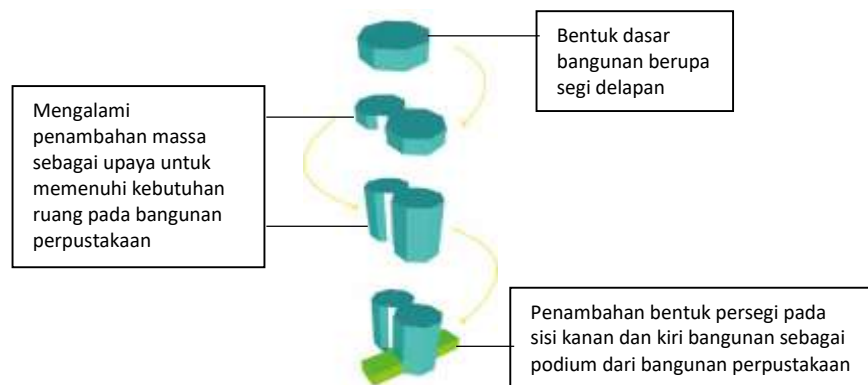 Bentuk dasar
bangunan berupa
segi delapan
Mengalami
penambahan massa
sebagai upaya untuk
memenuhi kebutuhan
ruang pada bangunan
perpustakaan
Penambahan bentuk persegi pada
sisi kanan dan kiri bangunan sebagai
podium dari bangunan perpustakaan